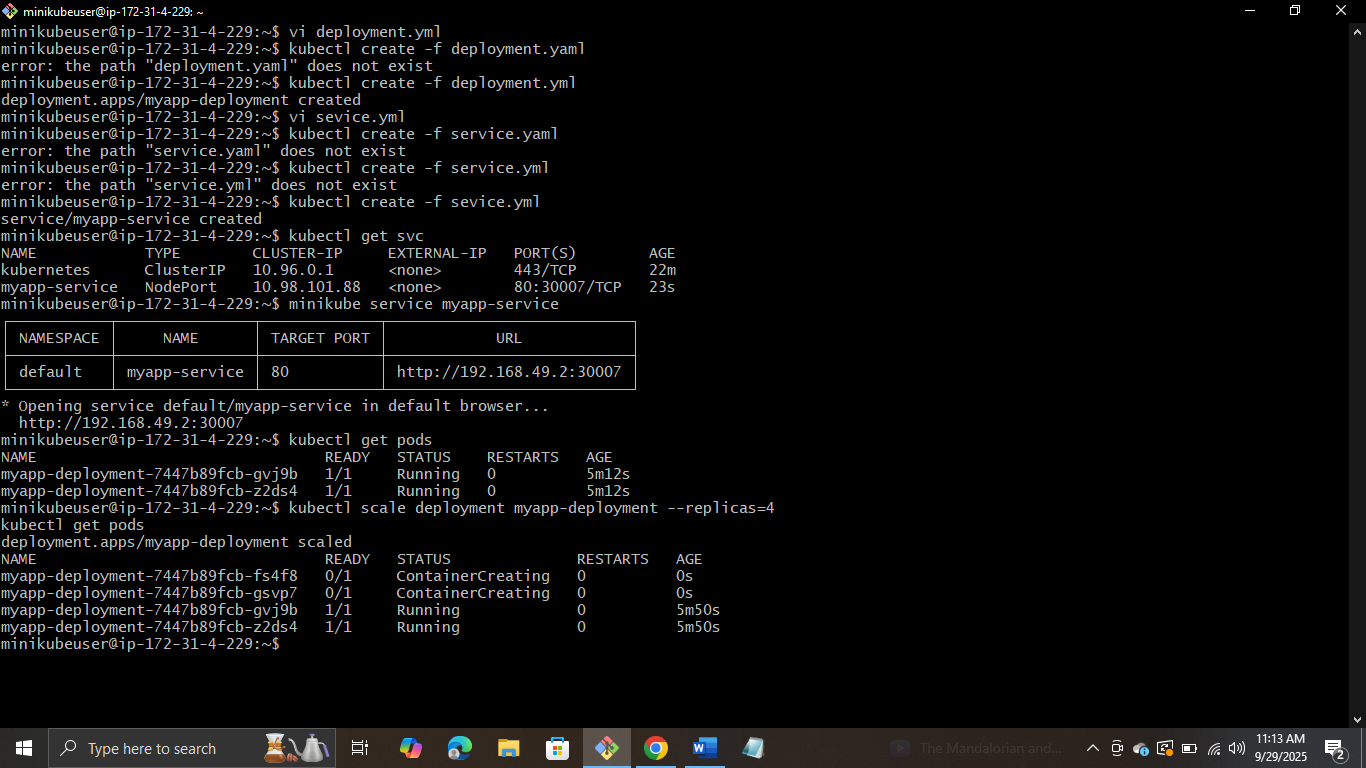 minikubeuser@ip-172-31-4-229: ~
minikubeuser@ip-172-31-4-229:~$ vi deployment.yml
minikubeuser@ip-172-31-4-229:~$ kubectl create -f deployment.yaml
error: the path "deployment.yaml" does not exist
minikubeuser@ip-172-31-4-229:~$ kubectl create -f deployment.yml
deployment.apps/myapp-deployment created
minikubeuser@ip-172-31-4-229:~$ vi sevice.yml
minikubeuser@ip-172-31-4-229:~$ kubectl create -f service.yaml
error: the path "service.yaml" does not exist
minikubeuser@ip-172-31-4-229:~$ kubectl create -f service.yml
error: the path "service.yml" does not exist
minikubeuser@ip-172-31-4-229:~$ kubectl create -f sevice.yml
service/myapp-service created
minikubeuser@ip-172-31-4-229:~$ kubectl get svc
NAME TYPE CLUSTER-IP EXTERNAL-IP PORT(S) AGE
kubernetes ClusterIP 10.96.0.1 <none> 443/TCP 22m
myapp-service NodePort 10.98.101.88 <none> 80:30007/TCP 23s
minikubeuser@ip-172-31-4-229:~$ minikube service myapp-service
NAMESPACE NAME TARGET PORT URL
default myapp-service 80 http://192.168.49.2:30007
* Opening service default/myapp-service in default browser...
http://192.168.49.2:30007
minikubeuser@ip-172-31-4-229:~$ kubectl get pods
NAME READY STATUS RESTARTS AGE
myapp-deployment-7447b89fcb-gvj9b 1/1 Running 0 5m12s
myapp-deployment-7447b89fcb-z2ds4 1/1 Running 0 5m12s
minikubeuser@ip-172-31-4-229:~$ kubectl scale deployment myapp-deployment --replicas=4
kubectl get pods
deployment.apps/myapp-deployment scaled
NAME READY STATUS RESTARTS AGE
myapp-deployment-7447b89fcb-fs4f8 0/1 ContainerCreating 0 0s
myapp-deployment-7447b89fcb-gsvp7 0/1 ContainerCreating 0 0s
myapp-deployment-7447b89fcb-gvj9b 1/1 Running 0 5m50s
myapp-deployment-7447b89fcb-z2ds4 1/1 Running 0 5m50s
minikubeuser@ip-172-31-4-229:~$
Type here to search
The Mandalorian and...
11:13 AM
9/29/2025
2